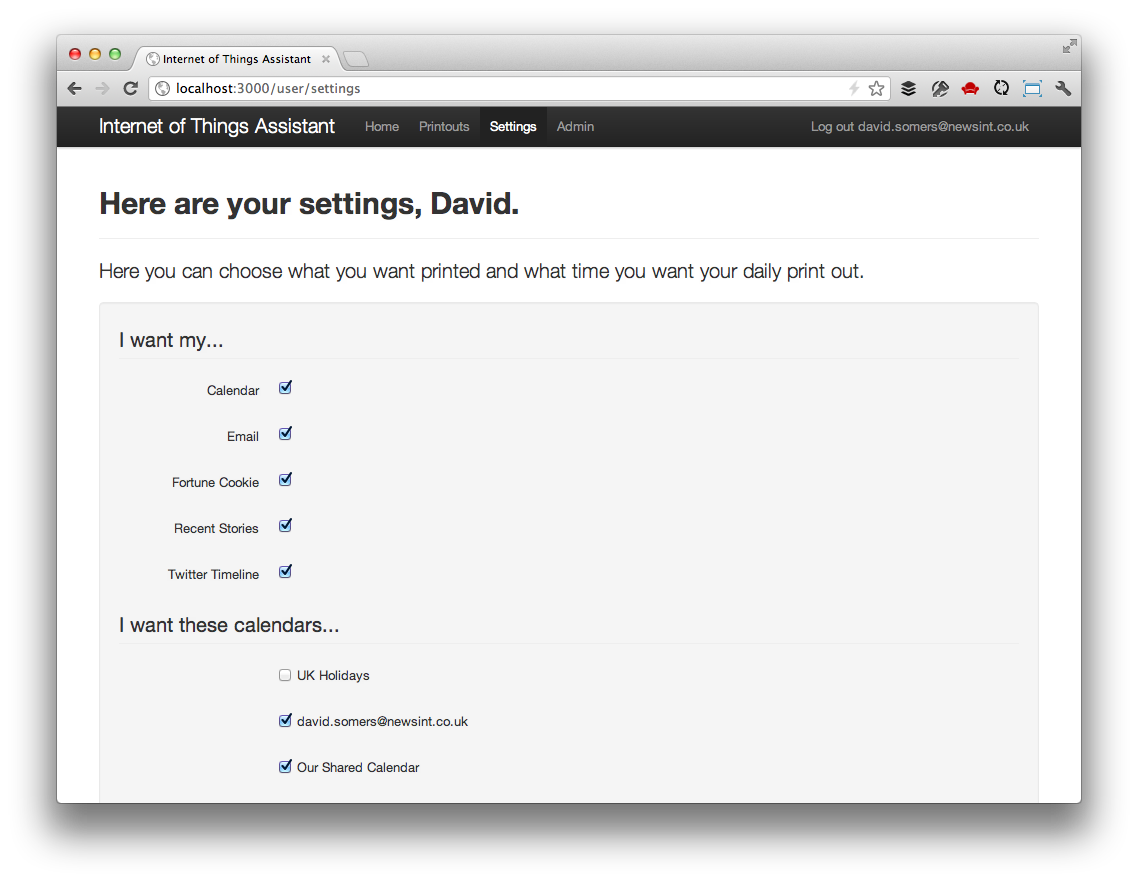 Internet of Things Assistant
localhost:3000/user/settings
Internet of Things Assistant Home Printouts Settings Admin Log out david.somers@newsint.co.uk
Here are your settings, David.
Here you can choose what you want printed and what time you want your daily print out.
I want my...
Calendar
Email
Fortune Cookie
Recent Stories
Twitter Timeline
I want these calendars...
UK Holidays
david.somers@newsint.co.uk
Our Shared Calendar